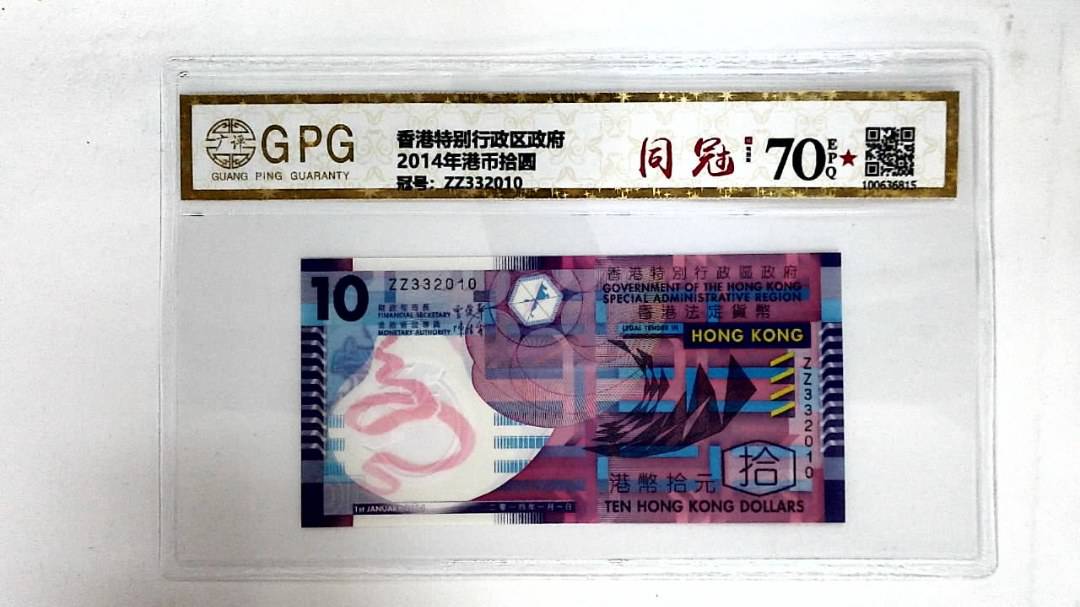 广评
GPG
GUANG PING GUARANTY
香港特别行政区政府
2014年港币拾圆
冠号：ZZ332010
同冠
70
EPQ
100636815
10
ZZ332010
財政司司長
FINANCIAL SECRETARY
金融管理專員
MONETARY AUTHORITY
香港特別行政區政府
GOVERNMENT OF THE HONG KONG
SPECIAL ADMINISTRATIVE REGION
香港法定貨幣
LEGAL TENDER IN
HONG KONG
ZZ332010
拾
港幣拾元
TEN HONG KONG DOLLARS
1st JANUARY
二零一四年一月一日